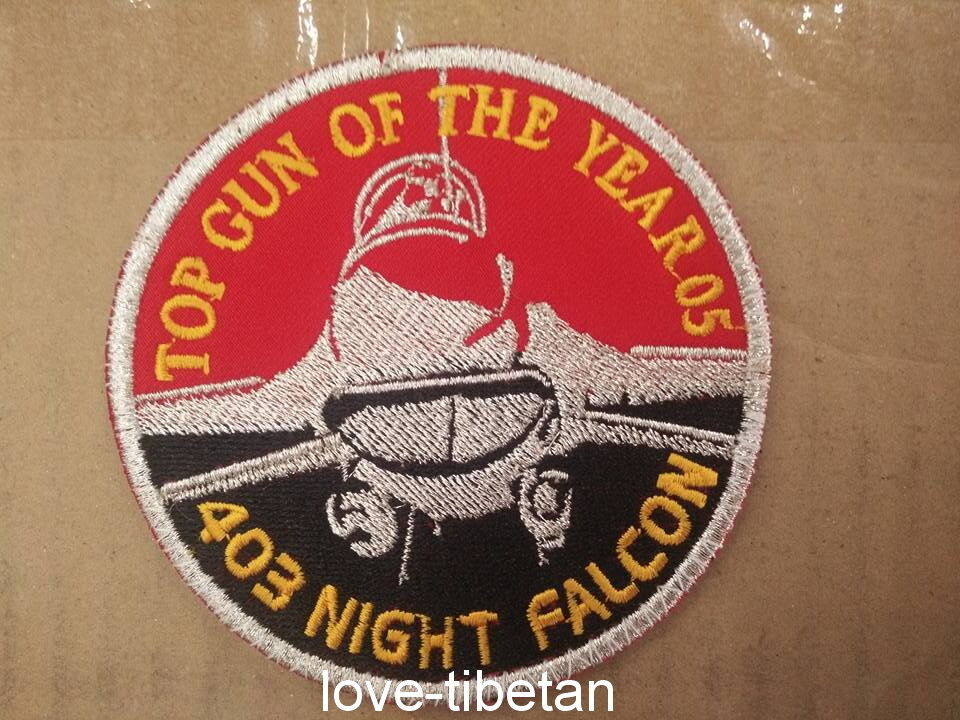 TOP GUN OF THE YEAR 05
403 NIGHT FALCON
love-tibetan